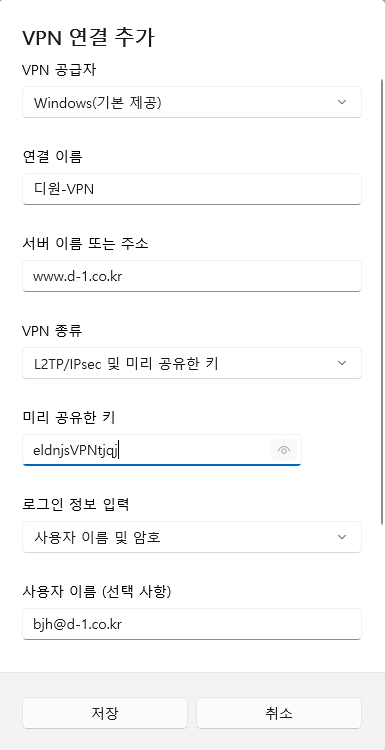 VPN 연결 추가
VPN 공급자
Windows(기본 제공)
연결 이름
디원-VPN
서버 이름 또는 주소
www.d-1.co.kr
VPN 종류
L2TP/IPsec 및 미리 공유한 키
미리 공유한 키
eldnjsVPNtjqj
로그인 정보 입력
사용자 이름 및 암호
사용자 이름 (선택 사항)
bjh@d-1.co.kr
저장
취소